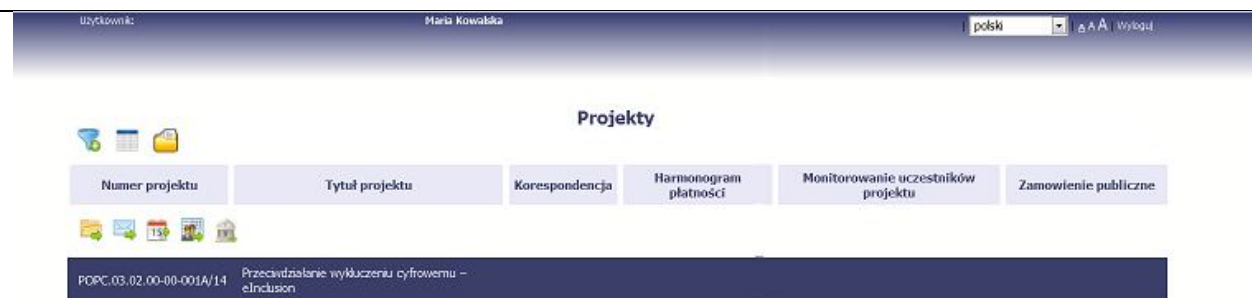 Użytkownik: Maria Kowalska | polski | A A A | Wyloguj
Projekty
Numer projektu Tytuł projektu Korespondencja Harmonogram płatności Monitorowanie uczestników projektu Zamowienie publiczne
15
POPC.03.02.00-00-001A/14 Przeciwdziałanie wykluczeniu cyfrowemu –
eInclusion